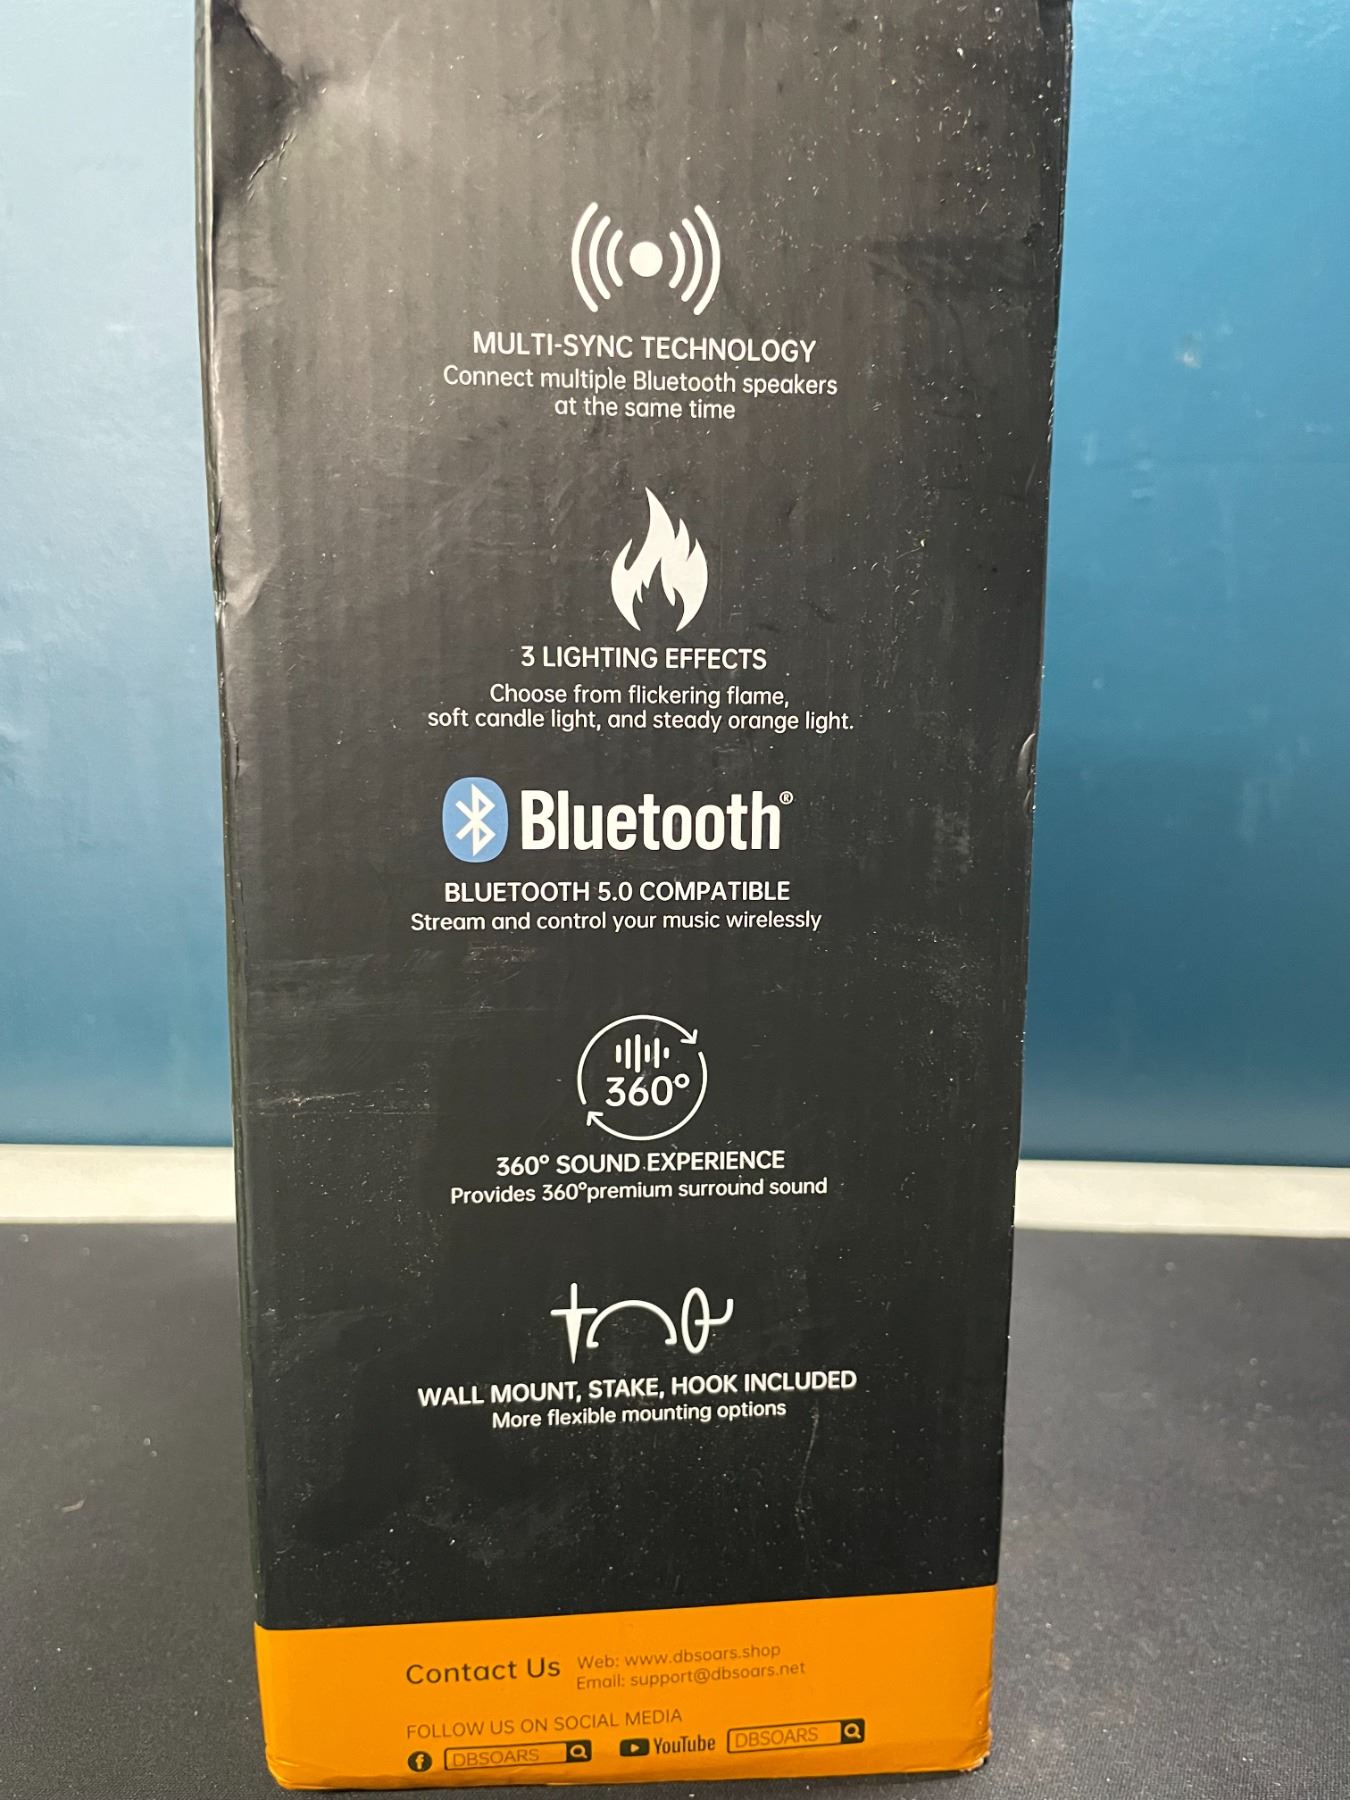 MULTI-SYNC TECHNOLOGY
Connect multiple Bluetooth speakers
at the same time
3 LIGHTING EFFECTS
Choose from flickering flame,
soft candle light, and steady orange light.
Bluetooth®
BLUETOOTH 5.0 COMPATIBLE
Stream and control your music wirelessly
360°
360° SOUND EXPERIENCE
Provides 360°premium surround sound
WALL MOUNT, STAKE, HOOK INCLUDED
More flexible mounting options
Contact Us
Web: www.dbsoars.shop
Email: support@dbsoars.net
FOLLOW US ON SOCIAL MEDIA
f DBSOARS YouTube DBSOARS